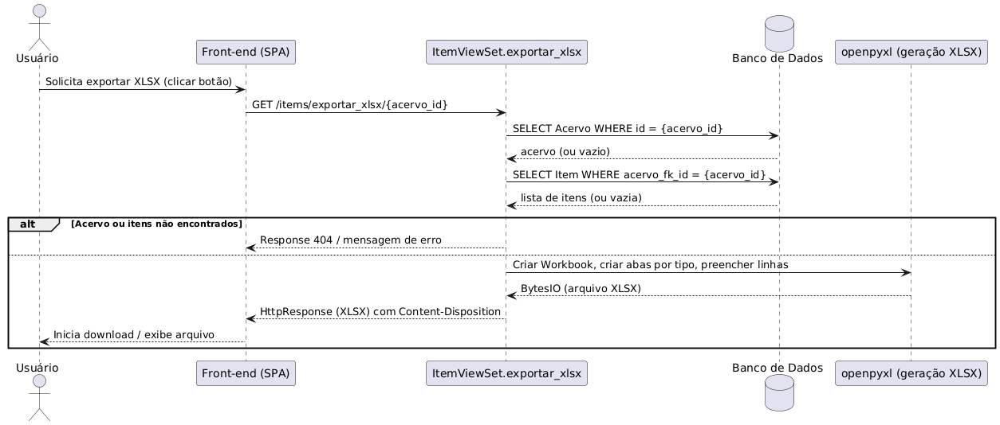 Usuário
Front-end (SPA)
ItemViewSet.exportar_xlsx
Banco de Dados
openpyxl (geração XLSX)
Solicita exportar XLSX (clicar botão)
GET /items/exportar_xlsx/{acervo_id}
SELECT Acervo WHERE id = {acervo_id}
acervo (ou vazio)
SELECT Item WHERE acervo_fk_id = {acervo_id}
lista de itens (ou vazia)
alt [Acervo ou itens não encontrados]
Response 404 / mensagem de erro
Criar Workbook, criar abas por tipo, preencher linhas
BytesIO (arquivo XLSX)
HttpResponse (XLSX) com Content-Disposition
Inicia download / exibe arquivo
Usuário
Front-end (SPA)
ItemViewSet.exportar_xlsx
Banco de Dados
openpyxl (geração XLSX)